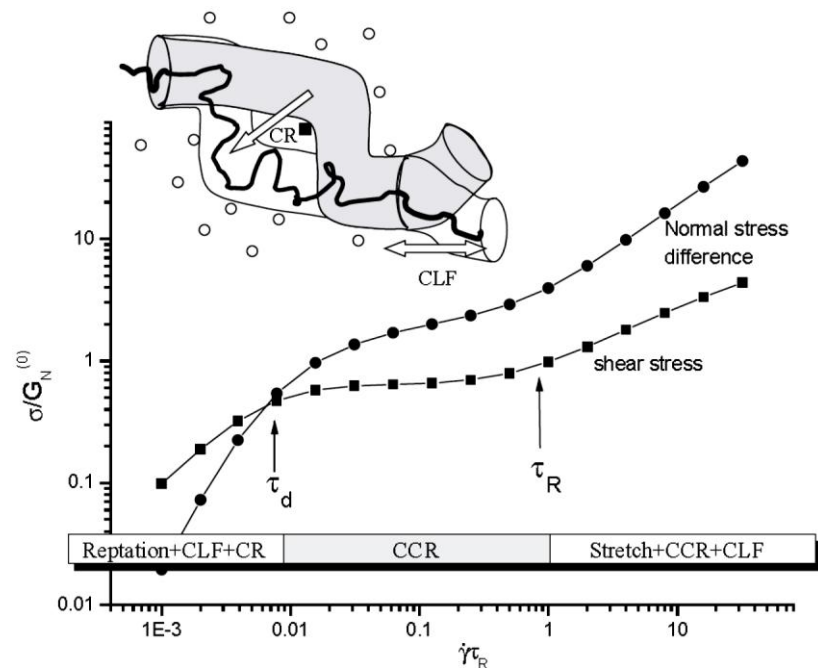 CR
CLF
10
1
0.1
0.01
σ/G_N^(0)
Normal stress
difference
shear stress
τ_d
τ_R
Reptation+CLF+CR
CCR
Stretch+CCR+CLF
1E-3
0.01
0.1
1
10
γ̇τ_R